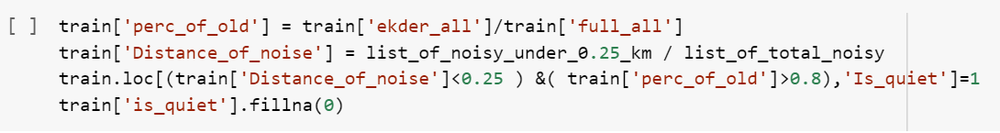 [ ] train['perc_of_old'] = train['ekder_all']/train['full_all']
train['Distance_of_noise'] = list_of_noisy_under_0.25_km / list_of_total_noisy
train.loc[(train['Distance_of_noise']<0.25 ) &( train['perc_of_old']>0.8),'Is_quiet']=1
train['is_quiet'].fillna(0)